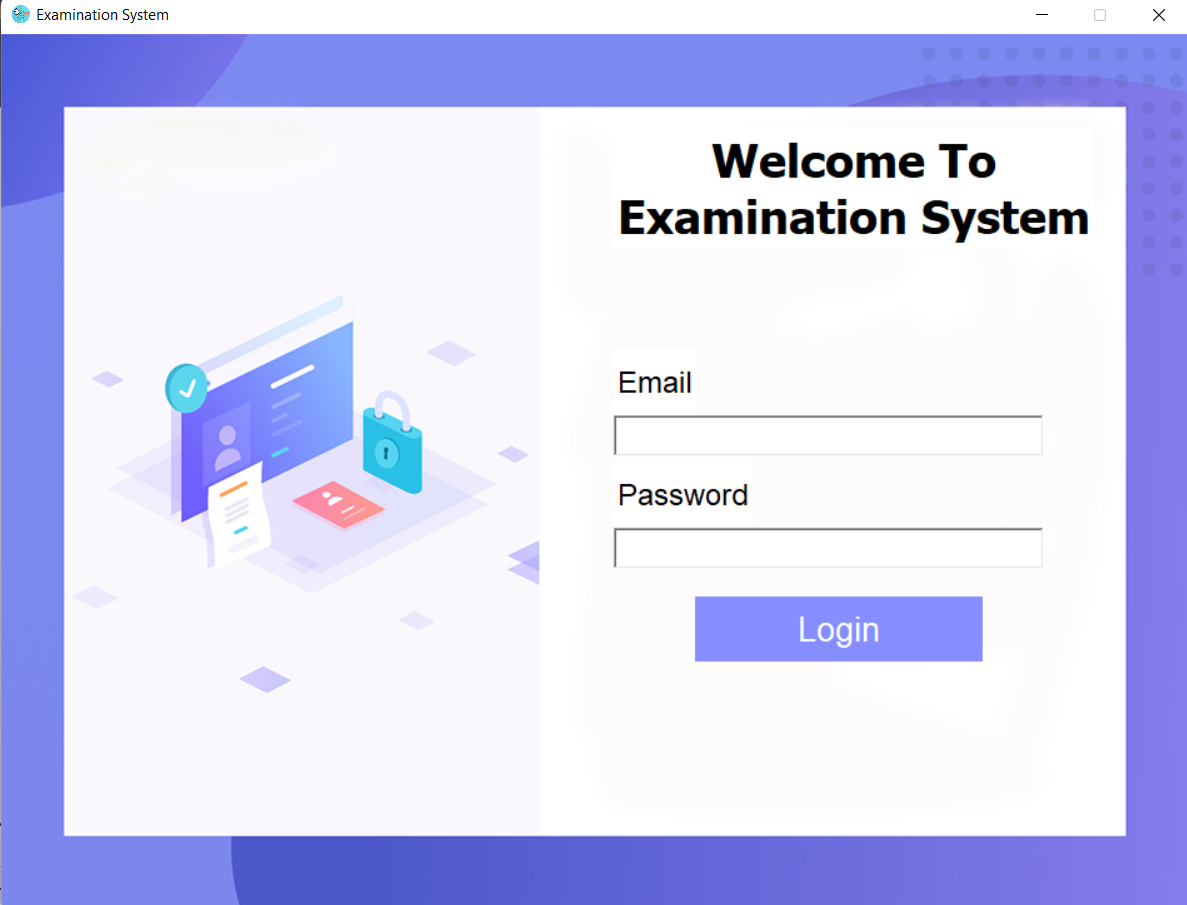 Examination System
Welcome To
Examination System
Email
Password
Login